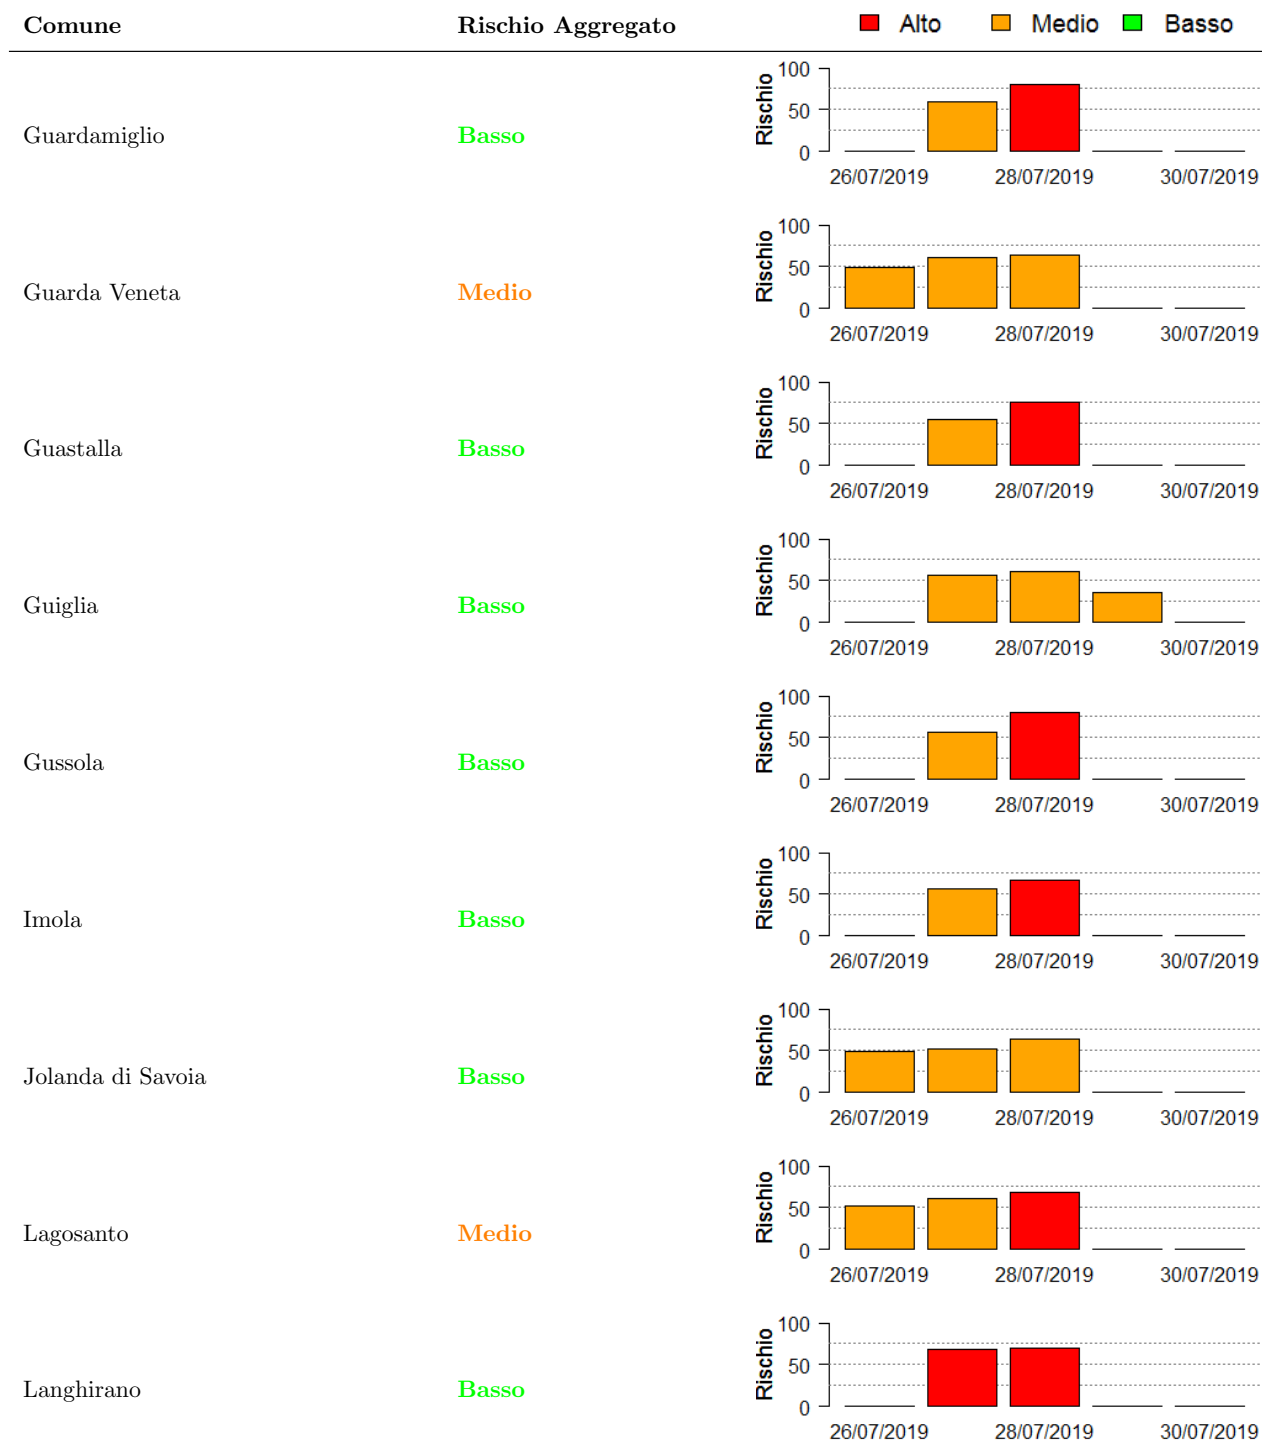 Comune Rischio Aggregato Alto Medio Basso
100
50
0
Rischio
Guardamiglio Basso
26/07/2019 28/07/2019 30/07/2019
100
50
0
Rischio
Guarda Veneta Medio
26/07/2019 28/07/2019 30/07/2019
100
50
0
Rischio
Guastalla Basso
26/07/2019 28/07/2019 30/07/2019
100
50
0
Rischio
Guiglia Basso
26/07/2019 28/07/2019 30/07/2019
100
50
0
Rischio
Gussola Basso
26/07/2019 28/07/2019 30/07/2019
100
50
0
Rischio
Imola Basso
26/07/2019 28/07/2019 30/07/2019
100
50
0
Rischio
Jolanda di Savoia Basso
26/07/2019 28/07/2019 30/07/2019
100
50
0
Rischio
Lagosanto Medio
26/07/2019 28/07/2019 30/07/2019
100
50
0
Rischio
Langhirano Basso
26/07/2019 28/07/2019 30/07/2019